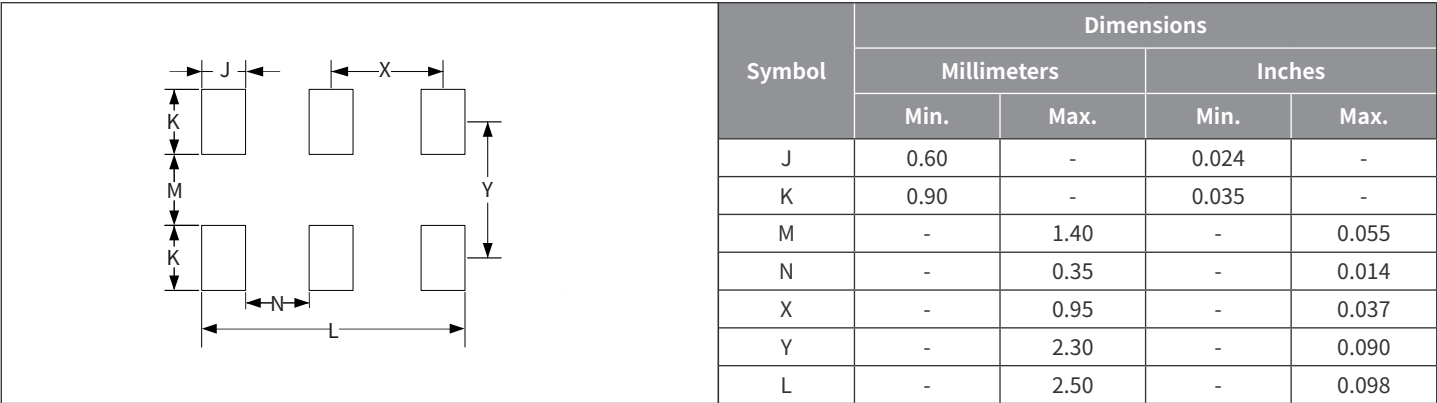 J
X
K
M
Y
K
N
L
Dimensions
Symbol Millimeters Inches
Min. Max. Min. Max.
J 0.60 - 0.024 -
K 0.90 - 0.035 -
M - 1.40 - 0.055
N - 0.35 - 0.014
X - 0.95 - 0.037
Y - 2.30 - 0.090
L - 2.50 - 0.098